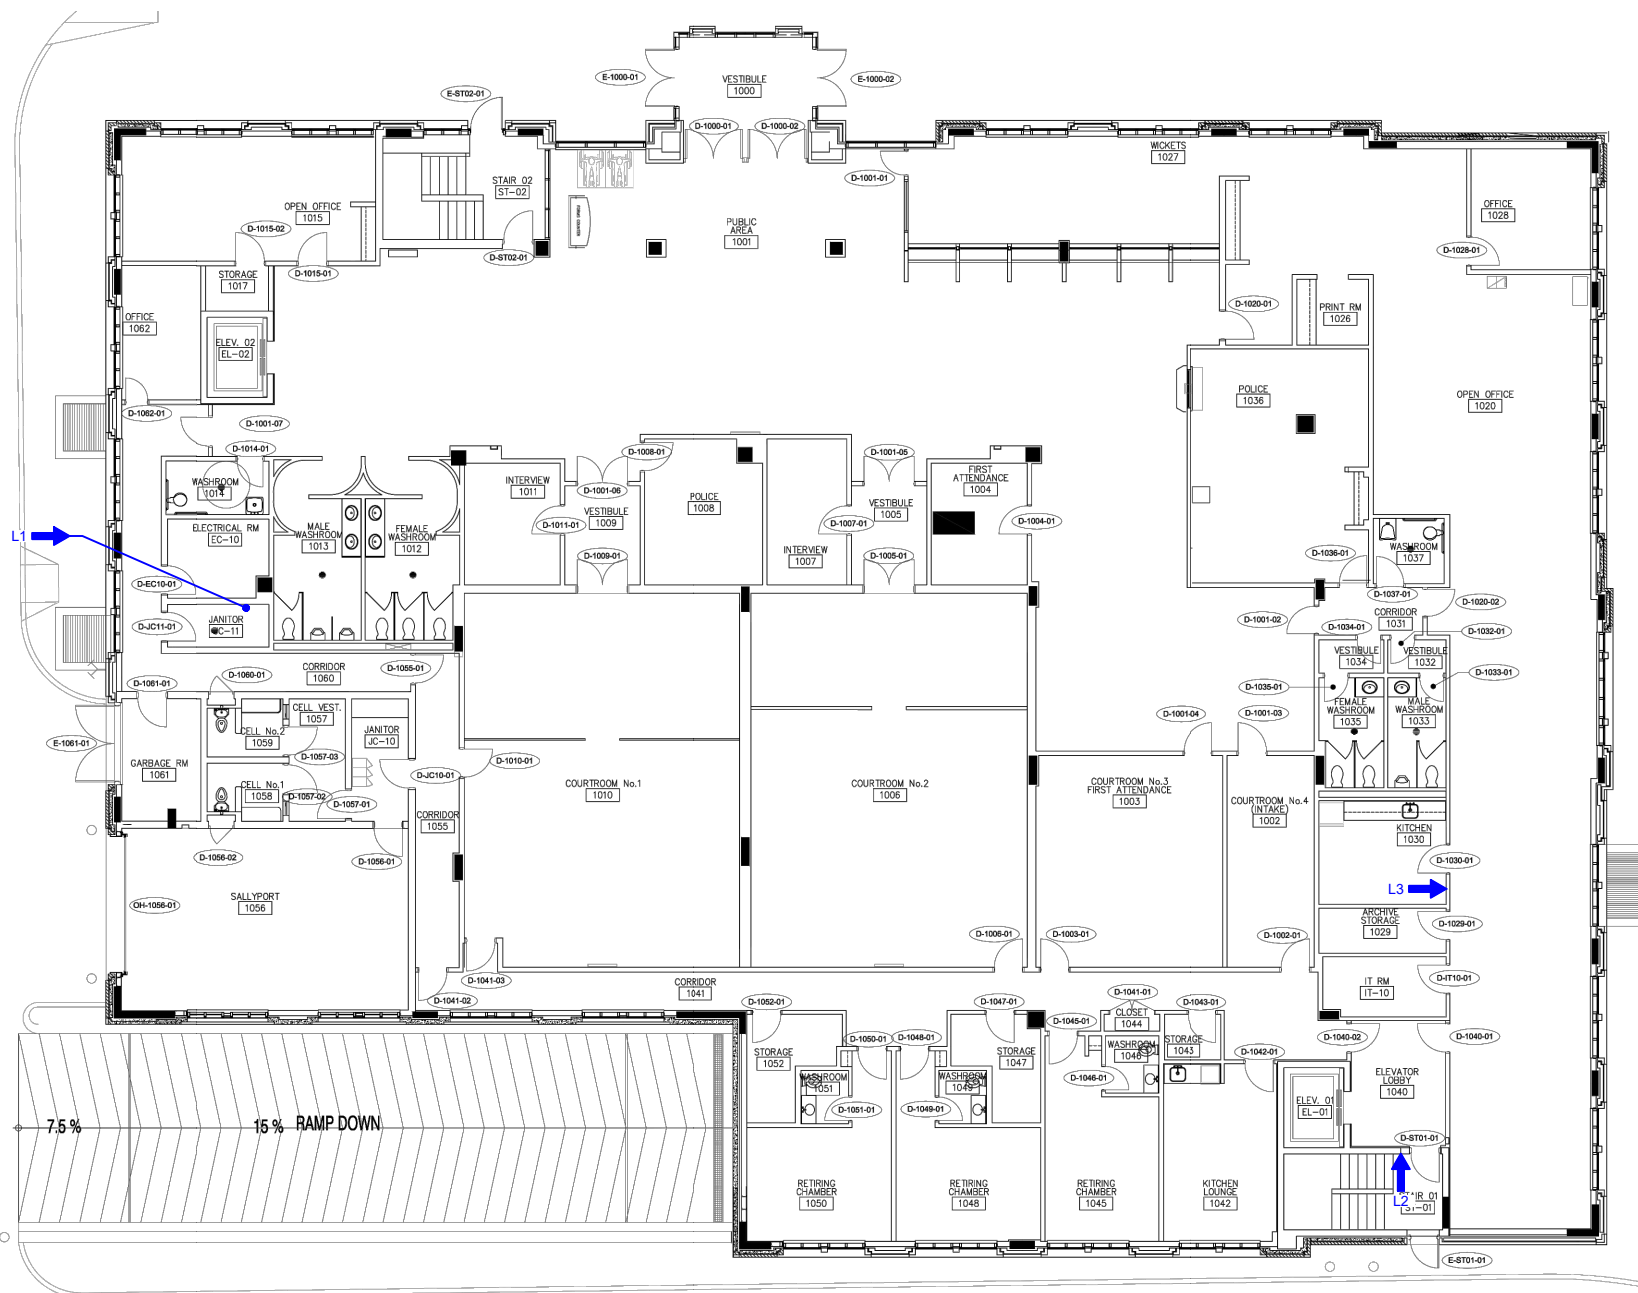 VESTIBULE
1000
E-1000-01
E-1000-02
E-ST02-01
D-1000-01
D-1000-02
WICKETS
1027
D-1001-01
STAIR 02
ST-02
OPEN OFFICE
1015
D-1015-02
D-1015-01
D-ST02-01
PUBLIC
AREA
1001
OFFICE
1028
D-1028-01
STORAGE
1017
OFFICE
1062
ELEV. 02
EL-02
D-1020-01
PRINT RM
1026
POLICE
1036
OPEN OFFICE
1020
D-1062-01
D-1001-07
D-1014-01
WASHROOM
1014
ELECTRICAL RM
EC-10
MALE
WASHROOM
1013
FEMALE
WASHROOM
1012
INTERVIEW
1011
D-1001-06
D-1008-01
D-1011-01
VESTIBULE
1009
D-1009-01
POLICE
1008
INTERVIEW
1007
D-1007-01
D-1001-05
VESTIBULE
1005
D-1005-01
FIRST
ATTENDANCE
1004
D-1004-01
WASHROOM
1037
D-1036-01
D-1037-01
L1
D-EC10-01
D-JC11-01
JANITOR
JC-11
CORRIDOR
1060
D-1055-01
D-1060-01
D-1061-01
D-1001-02
CORRIDOR
1031
D-1020-02
D-1034-01
D-1032-01
VESTIBULE
1034
VESTIBULE
1032
D-1033-01
D-1035-01
FEMALE
WASHROOM
1035
MALE
WASHROOM
1033
CELL VEST.
1057
CELL No.2
1059
JANITOR
JC-10
E-1061-01
GARBAGE RM
1061
D-1057-03
CELL No.1
1058
D-1057-02
D-1057-01
D-JC10-01
D-1010-01
D-1001-04
D-1001-03
COURTROOM No.1
1010
COURTROOM No.2
1006
COURTROOM No.3
FIRST ATTENDANCE
1003
COURTROOM No.4
(INTAKE)
1002
CORRIDOR
1055
KITCHEN
1030
D-1030-01
D-1056-02
D-1056-01
L3
OH-1056-01
SALLYPORT
1056
ARCHIVE
STORAGE
1029
D-1029-01
D-1006-01
D-1003-01
D-1002-01
D-1041-03
D-1041-02
CORRIDOR
1041
IT RM
IT-10
D-IT10-01
D-1052-01
D-1047-01
D-1041-01
D-1043-01
CLOSET
1044
D-1045-01
D-1050-01
D-1048-01
D-1040-02
D-1040-01
STORAGE
1052
STORAGE
1047
WASHROOM
1046
STORAGE
1043
D-1042-01
WASHROOM
1051
WASHROOM
1049
D-1046-01
ELEVATOR
LOBBY
1040
D-1051-01
D-1049-01
ELEV. 01
EL-01
D-ST01-01
7.5 %
15 %
RAMP DOWN
RETIRING
CHAMBER
1050
RETIRING
CHAMBER
1048
RETIRING
CHAMBER
1045
KITCHEN
LOUNGE
1042
L2
STAIR 01
ST-01
E-ST01-01